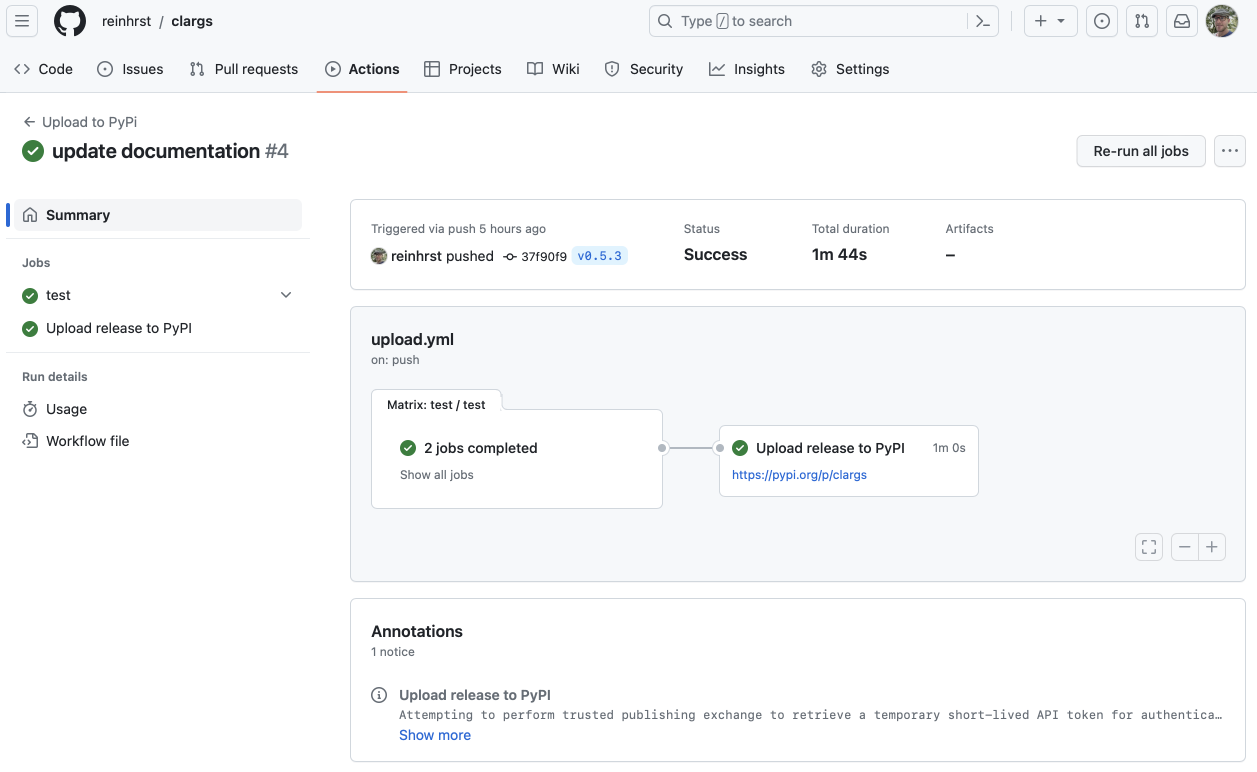 reinhrst / clargs
Type / to search
Code
Issues
Pull requests
Actions
Projects
Wiki
Security
Insights
Settings
Upload to PyPi
update documentation #4
Re-run all jobs
Summary
Jobs
test
Upload release to PyPI
Run details
Usage
Workflow file
Triggered via push 5 hours ago
reinhrst pushed 37f90f9 v0.5.3
Status
Success
Total duration
1m 44s
Artifacts
–
upload.yml
on: push
Matrix: test / test
2 jobs completed
Show all jobs
Upload release to PyPI 1m 0s
https://pypi.org/p/clargs
Annotations
1 notice
Upload release to PyPI
Attempting to perform trusted publishing exchange to retrieve a temporary short-lived API token for authentica…
Show more